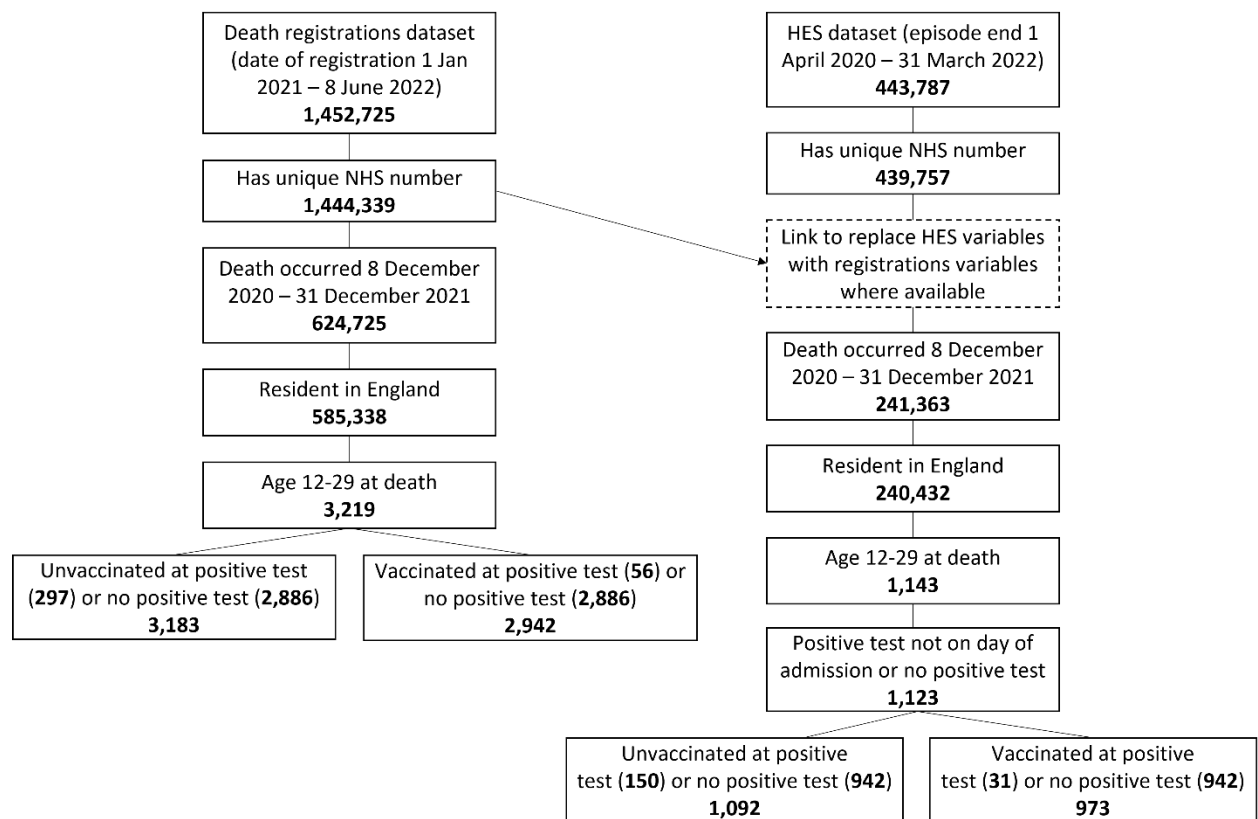 Death registrations dataset
(date of registration 1 Jan
2021 – 8 June 2022)
1,452,725
Has unique NHS number
1,444,339
Death occurred 8 December
2020 – 31 December 2021
624,725
Resident in England
585,338
Age 12-29 at death
3,219
Unvaccinated at positive test
(297) or no positive test (2,886)
3,183
Vaccinated at positive test (56) or
no positive test (2,886)
2,942
HES dataset (episode end 1
April 2020 – 31 March 2022)
443,787
Has unique NHS number
439,757
Link to replace HES variables
with registrations variables
where available
Death occurred 8 December
2020 – 31 December 2021
241,363
Resident in England
240,432
Age 12-29 at death
1,143
Positive test not on day of
admission or no positive test
1,123
Unvaccinated at positive
test (150) or no positive test (942)
1,092
Vaccinated at positive
test (31) or no positive test (942)
973